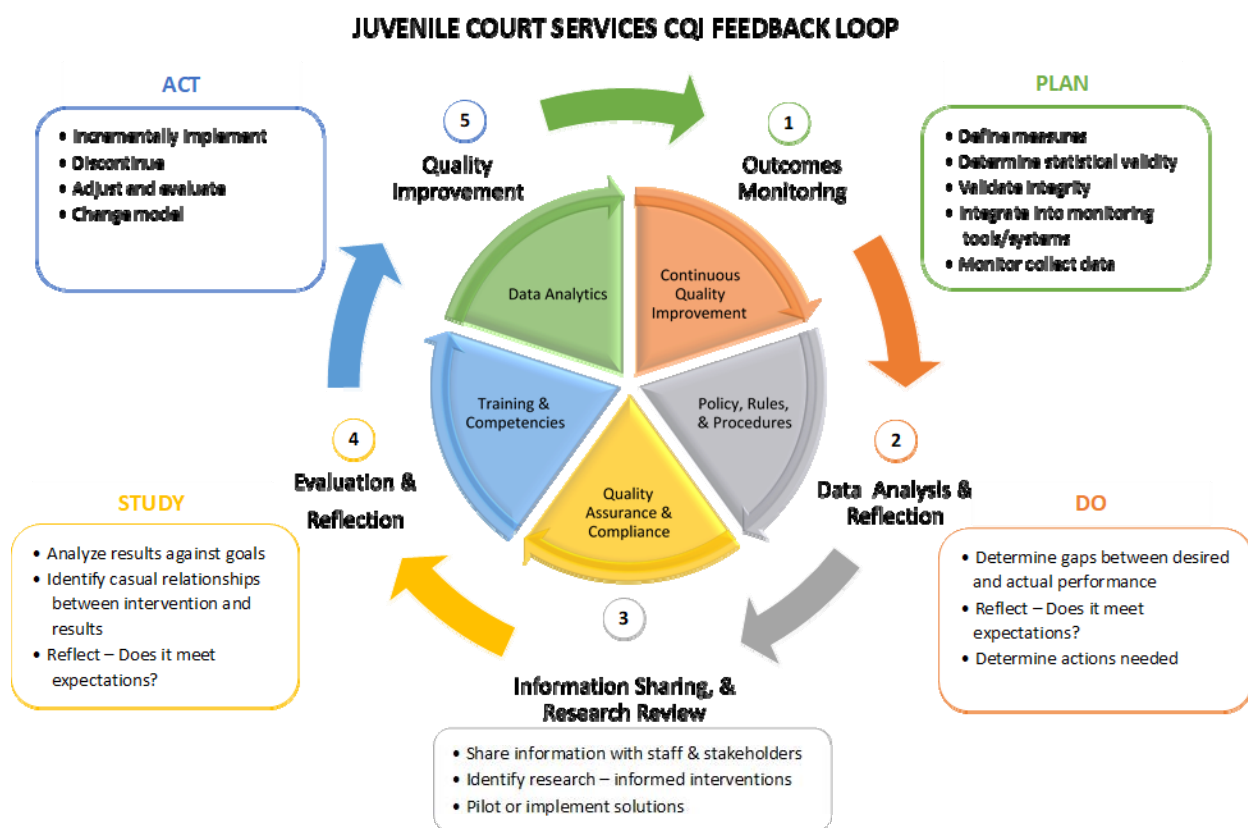 JUVENILE COURT SERVICES CQI FEEDBACK LOOP
ACT
• Incrementally implement
• Discontinue
• Adjust and evaluate
• Change model
5
Quality
Improvement
1
Outcomes
Monitoring
PLAN
• Define measures
• Determine statistical validity
• Validate integrity
• Integrate into monitoring
tools/systems
• Monitor collect data
Data Analytics
Continuous
Quality
Improvement
Training &
Competencies
Policy, Rules,
& Procedures
Quality
Assurance &
Compliance
4
Evaluation &
Reflection
2
Data Analysis &
Reflection
STUDY
• Analyze results against goals
• Identify casual relationships
between intervention and
results
• Reflect – Does it meet
expectations?
DO
• Determine gaps between desired
and actual performance
• Reflect – Does it meet
expectations?
• Determine actions needed
3
Information Sharing, &
Research Review
• Share information with staff & stakeholders
• Identify research – informed interventions
• Pilot or implement solutions